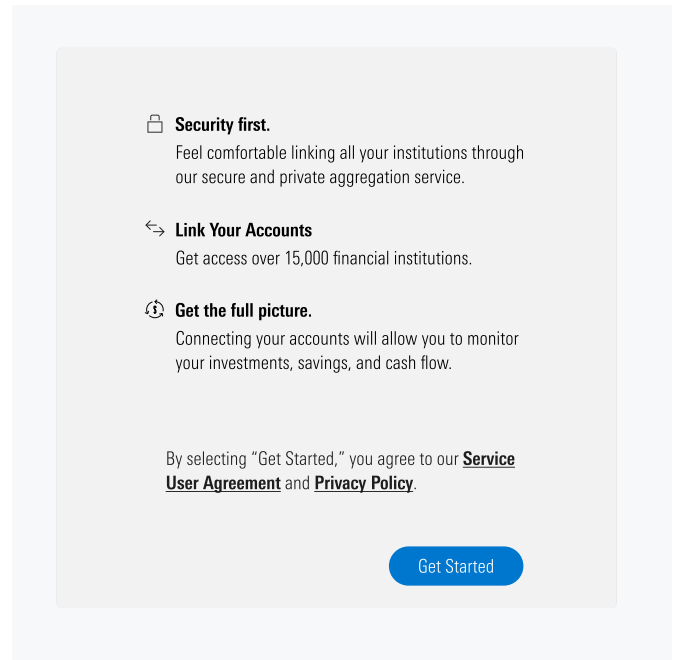 Security first.
Feel comfortable linking all your institutions through
our secure and private aggregation service.
Link Your Accounts
Get access over 15,000 financial institutions.
Get the full picture.
Connecting your accounts will allow you to monitor
your investments, savings, and cash flow.
By selecting “Get Started,” you agree to our Service
User Agreement and Privacy Policy.
Get Started